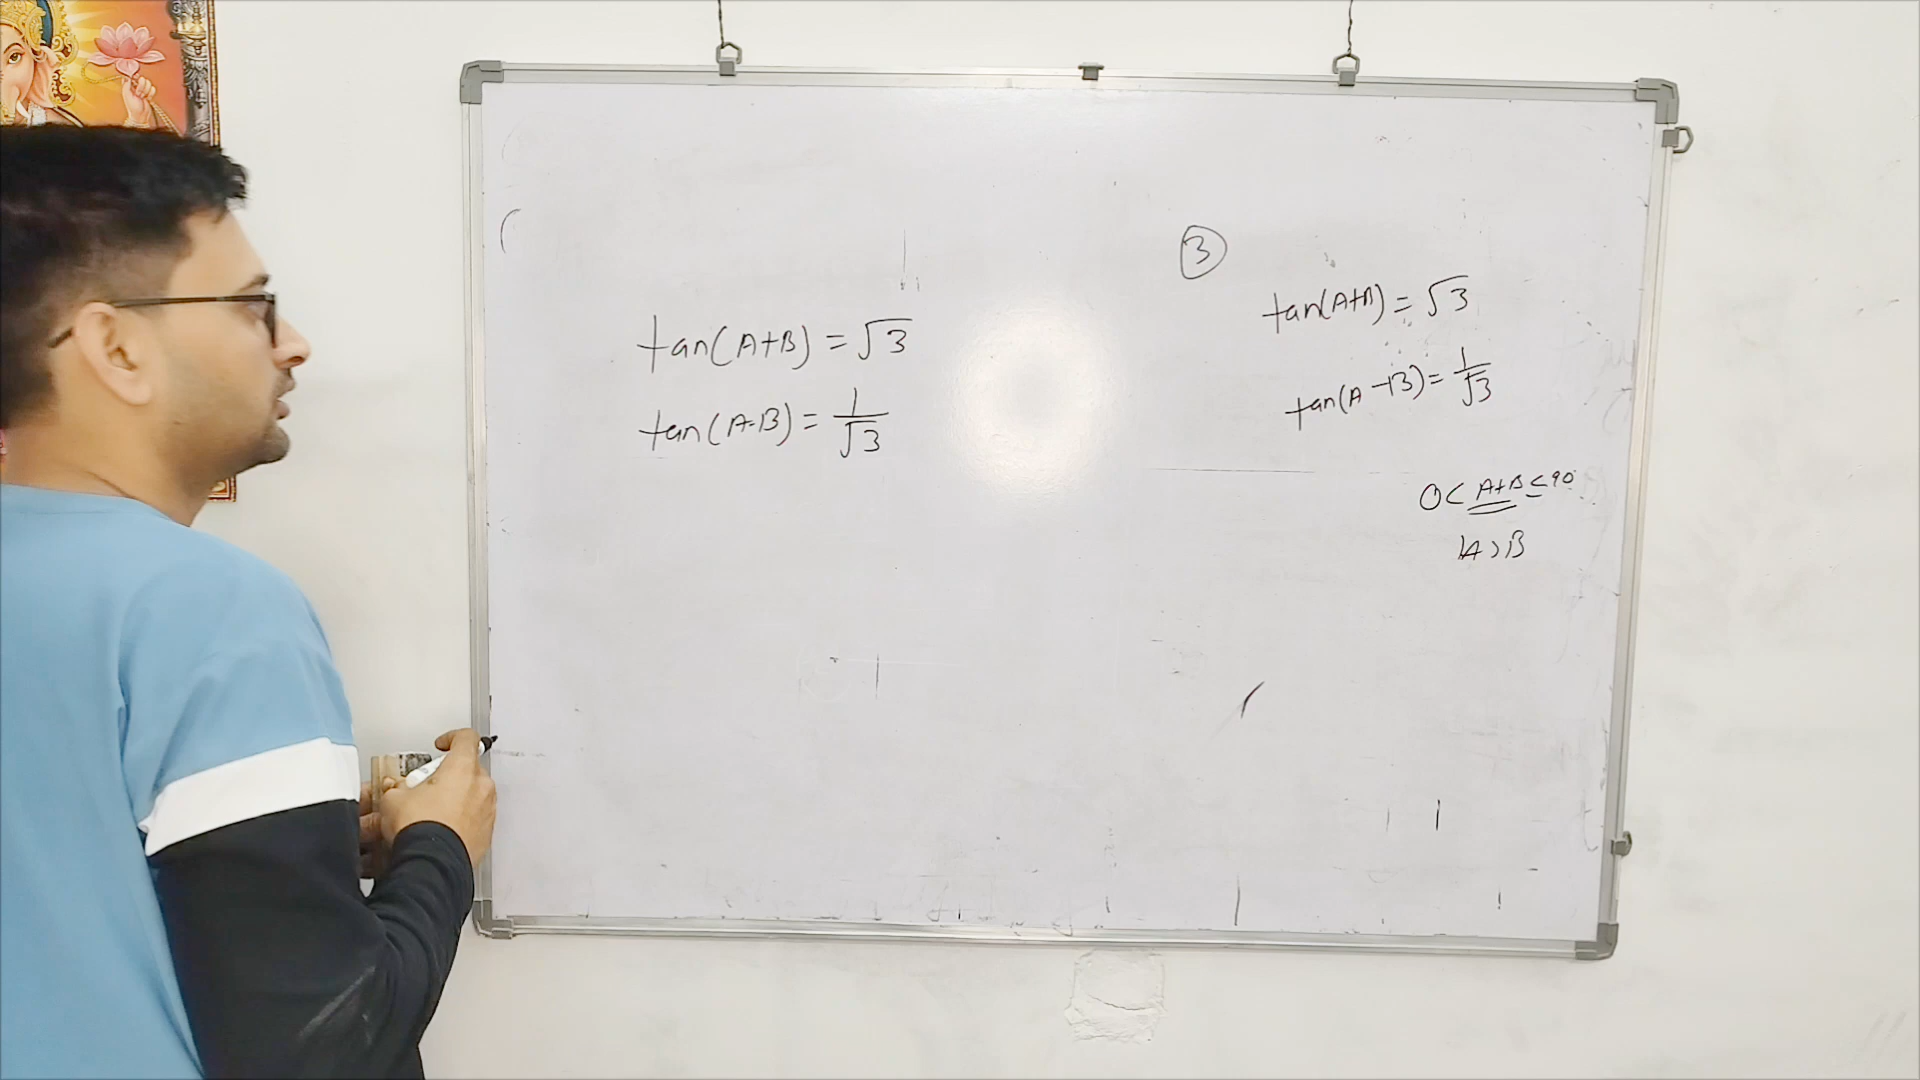 tan(A+B) = √3
tan(A-B) = 1/√3
③
tan(A+B) = √3
tan(A-B) = 1/√3
0 < A+B ≤ 90
A > B